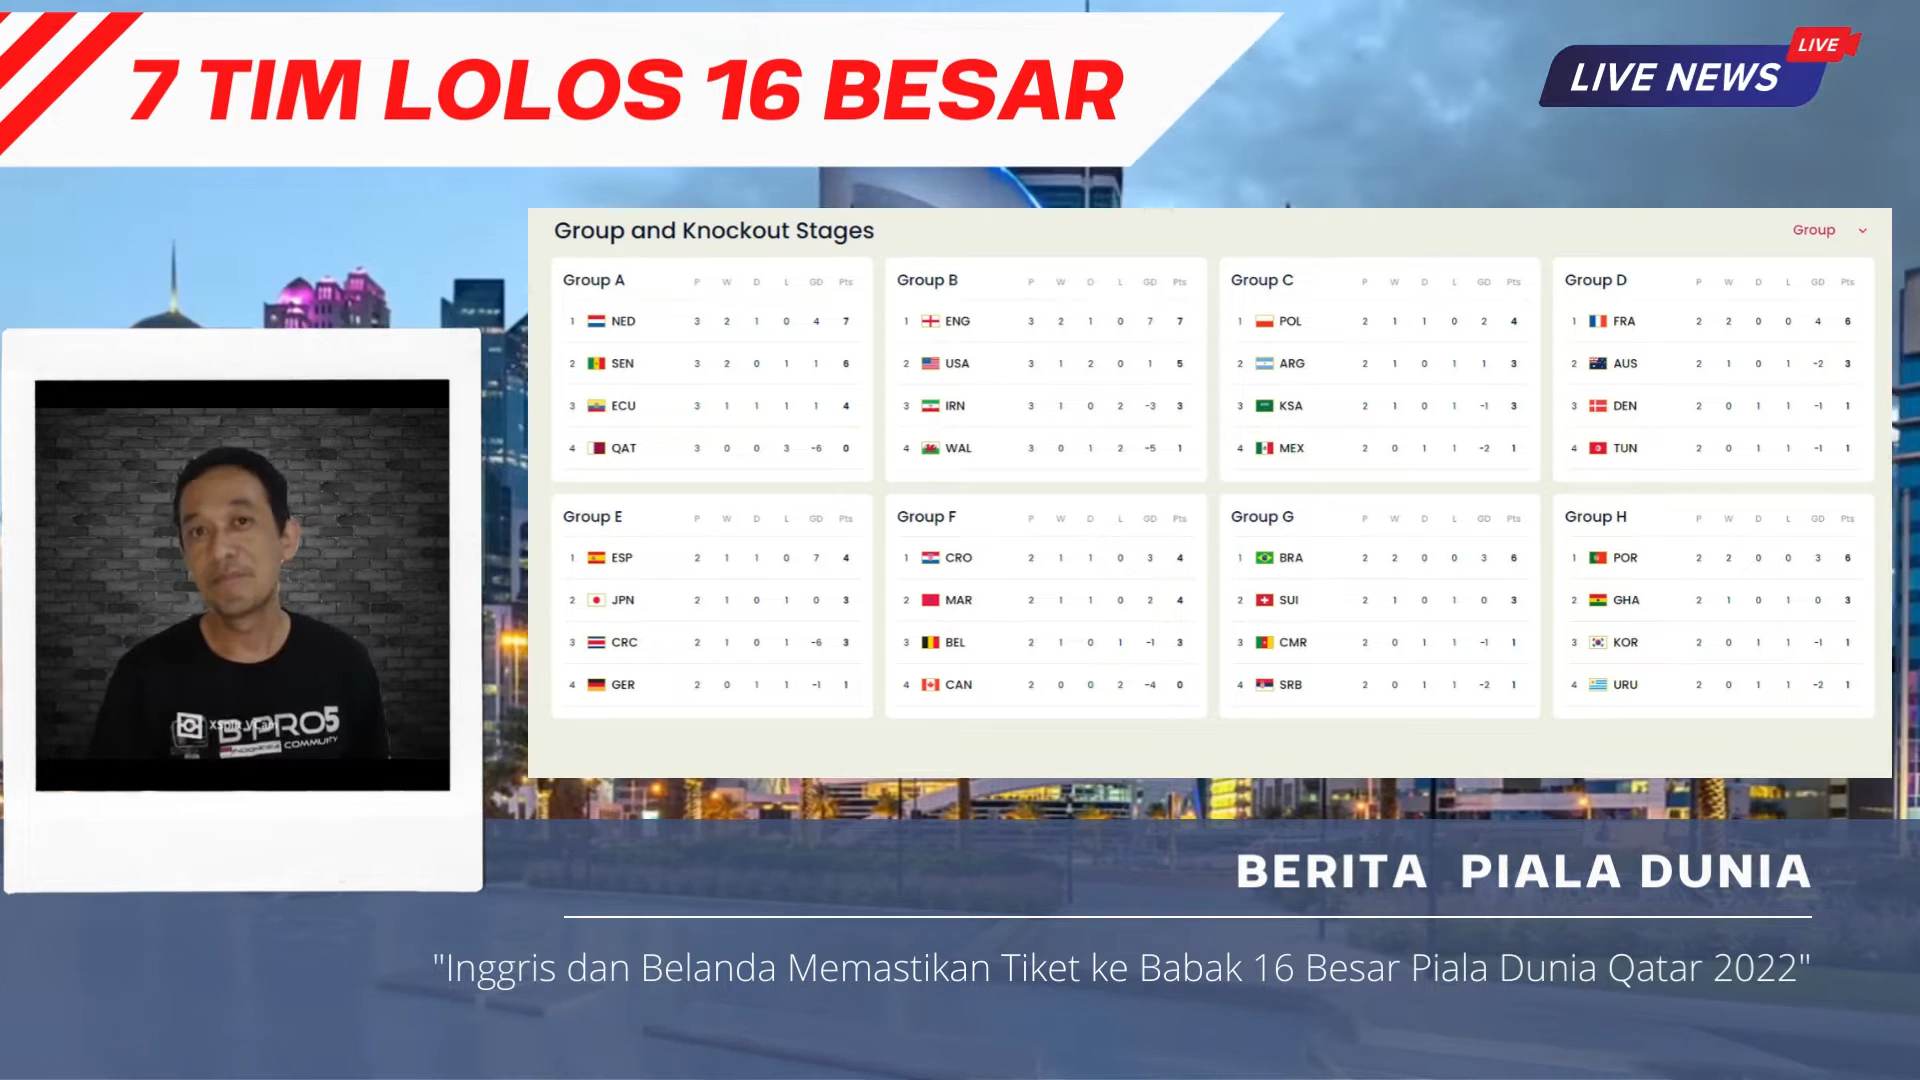 7 TIM LOLOS 16 BESAR
LIVE NEWS
LIVE
Group and Knockout Stages
Group
Group A P W D L GD Pts
1 NED 3 2 1 0 4 7
2 SEN 3 2 0 1 1 6
3 ECU 3 1 1 1 1 4
4 QAT 3 0 0 3 -6 0
Group B P W D L GD Pts
1 ENG 3 2 1 0 7 7
2 USA 3 1 2 0 1 5
3 IRN 3 1 0 2 -3 3
4 WAL 3 0 1 2 -5 1
Group C P W D L GD Pts
1 POL 2 1 1 0 2 4
2 ARG 2 1 0 1 1 3
3 KSA 2 1 0 1 -1 3
4 MEX 2 0 1 1 -2 1
Group D P W D L GD Pts
1 FRA 2 2 0 0 4 6
2 AUS 2 1 0 1 -2 3
3 DEN 2 0 1 1 -1 1
4 TUN 2 0 1 1 -1 1
Group E P W D L GD Pts
1 ESP 2 1 1 0 7 4
2 JPN 2 1 0 1 0 3
3 CRC 2 1 0 1 -6 3
4 GER 2 0 1 1 -1 1
Group F P W D L GD Pts
1 CRO 2 1 1 0 3 4
2 MAR 2 1 1 0 2 4
3 BEL 2 1 0 1 -1 3
4 CAN 2 0 0 2 -4 0
Group G P W D L GD Pts
1 BRA 2 2 0 0 3 6
2 SUI 2 1 0 1 0 3
3 CMR 2 0 1 1 -1 1
4 SRB 2 0 1 1 -2 1
Group H P W D L GD Pts
1 POR 2 2 0 0 3 6
2 GHA 2 1 0 1 0 3
3 KOR 2 0 1 1 -1 1
4 URU 2 0 1 1 -2 1
XSplit VCam
B-PRO5
INDONESIA
COMMUNITY
BERITA PIALA DUNIA
"Inggris dan Belanda Memastikan Tiket ke Babak 16 Besar Piala Dunia Qatar 2022"